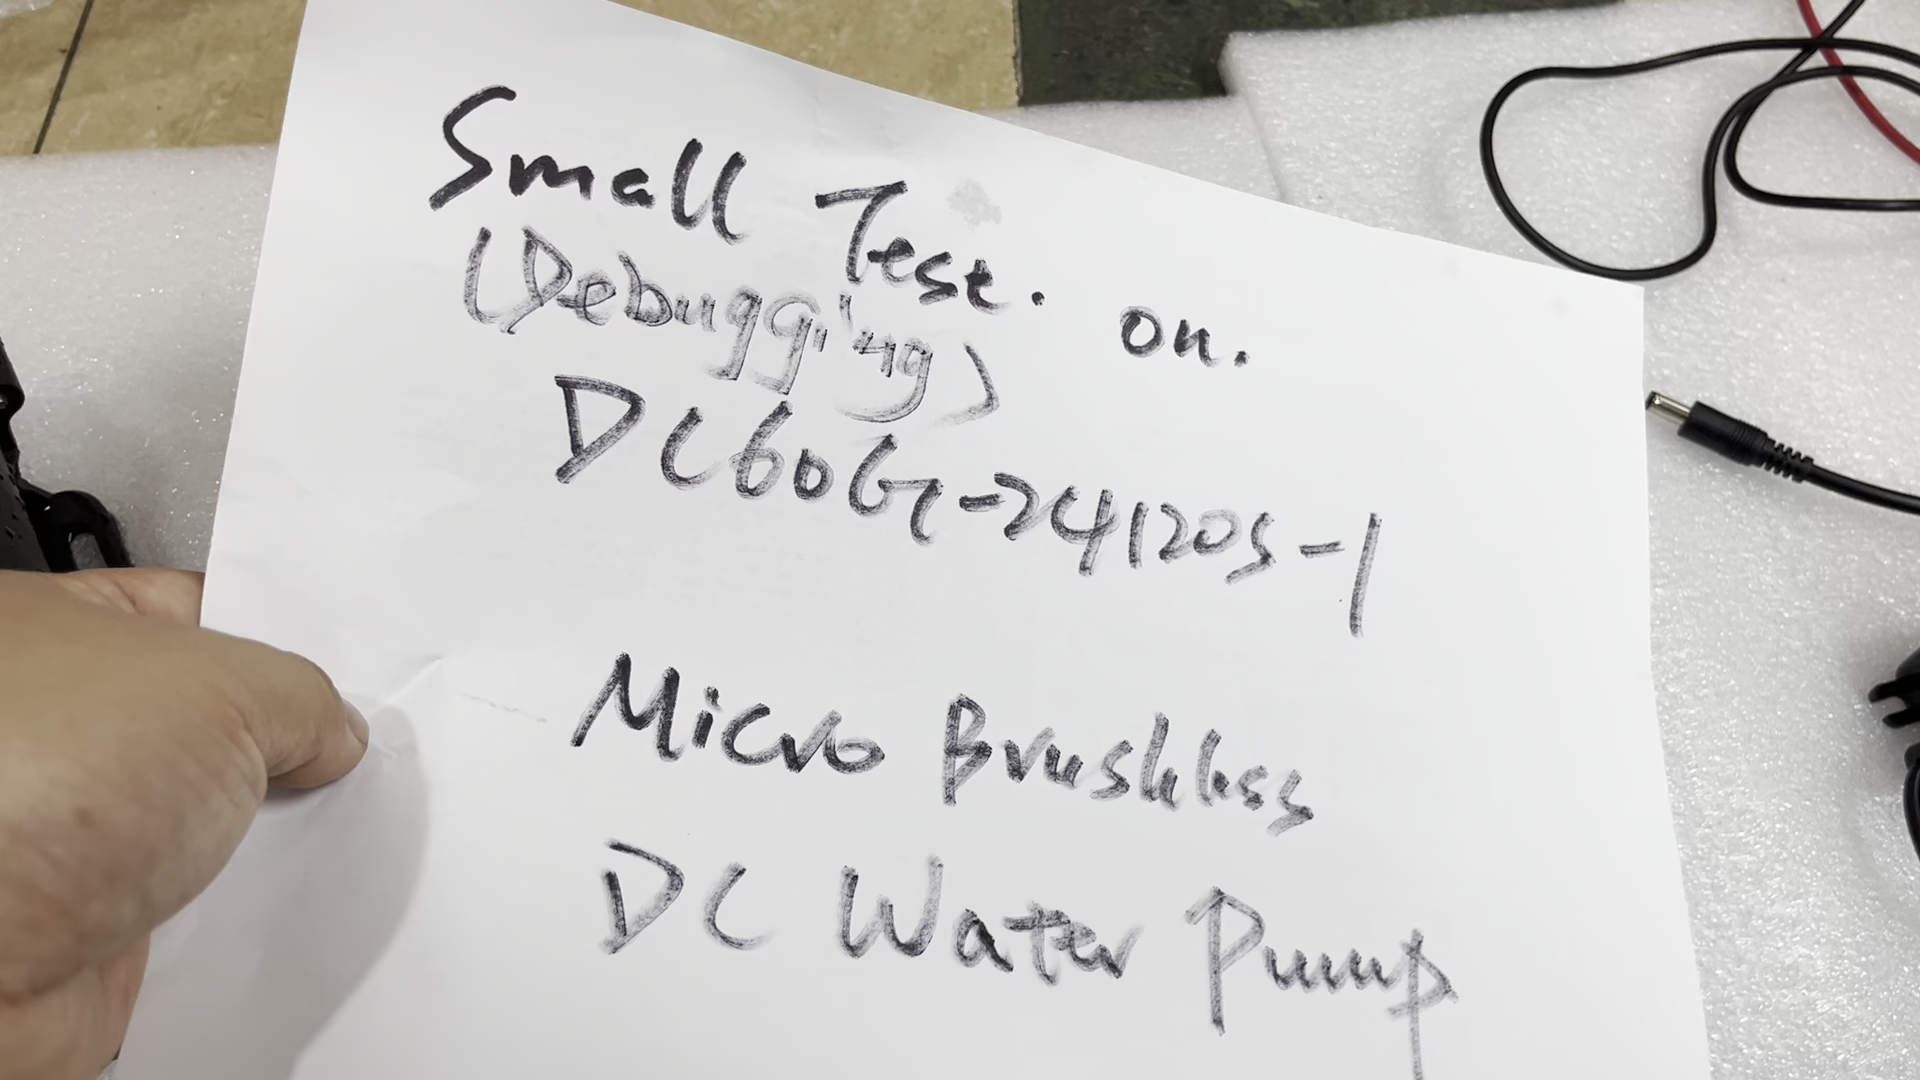 Small Test. on.
(Debugging)
DC60G-24120S-1
Micro Brushless
DC Water Pump